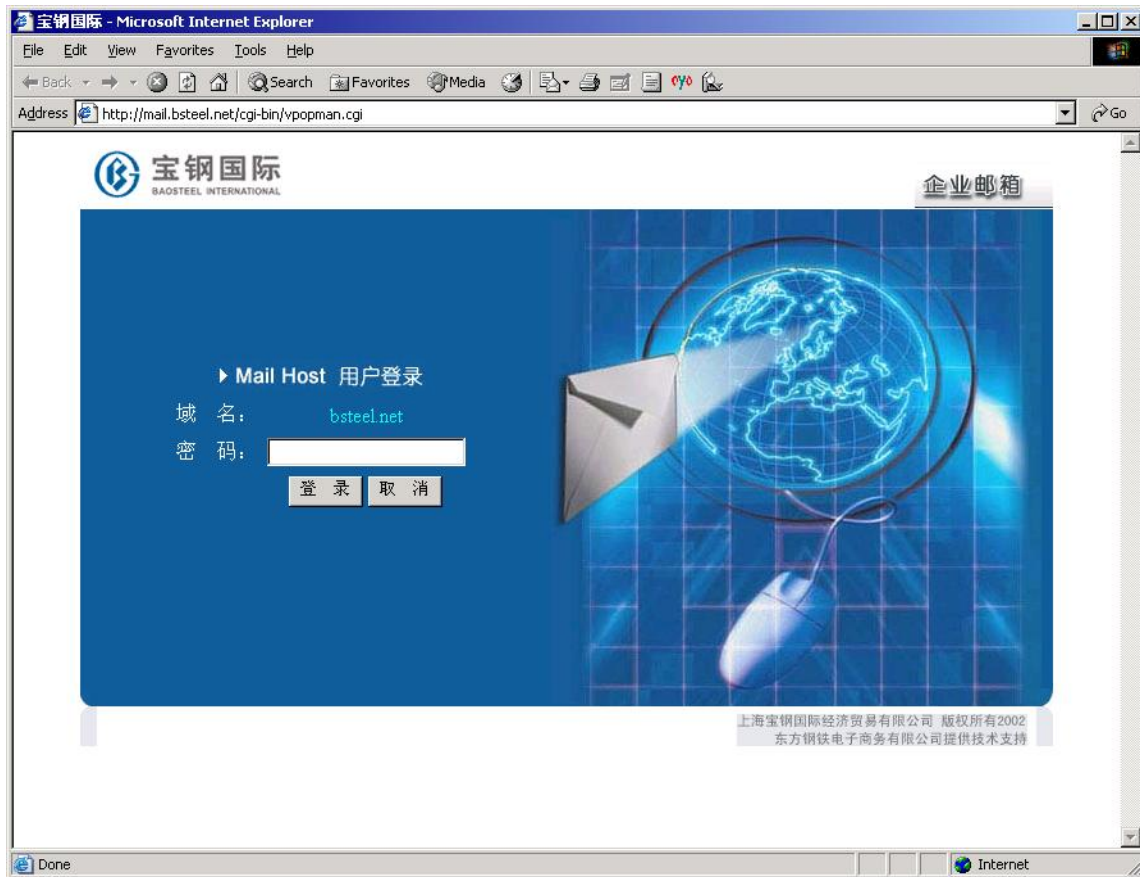 宝钢国际 - Microsoft Internet Explorer
File Edit View Favorites Tools Help
Back Search Favorites Media
Address http://mail.bsteel.net/cgi-bin/vpopman.cgi Go
宝钢国际
BAOSTEEL INTERNATIONAL
企业邮箱
Mail Host 用户登录
域 名: bsteel.net
密 码:
登 录 取 消
上海宝钢国际经济贸易有限公司 版权所有2002
东方钢铁电子商务有限公司提供技术支持
Done Internet